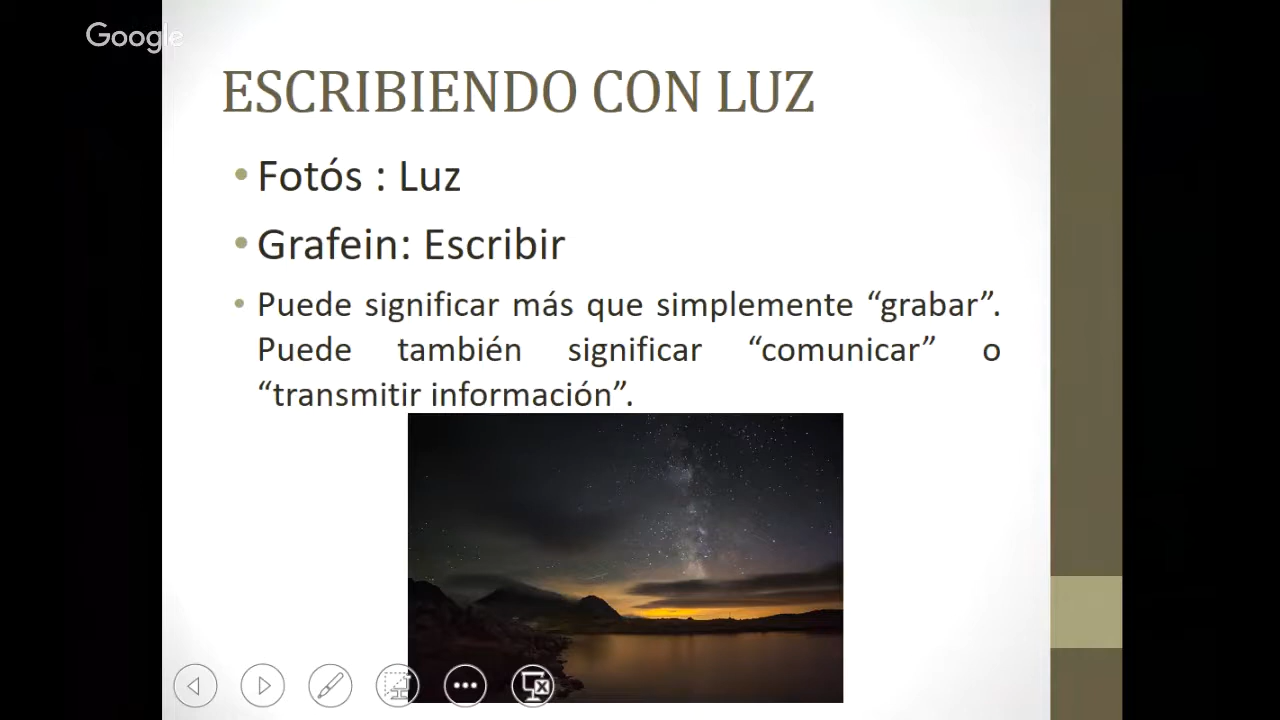 Google
ESCRIBIENDO CON LUZ
• Fotós : Luz
• Grafein: Escribir
• Puede significar más que simplemente “grabar”.
Puede también significar “comunicar” o
“transmitir información”.